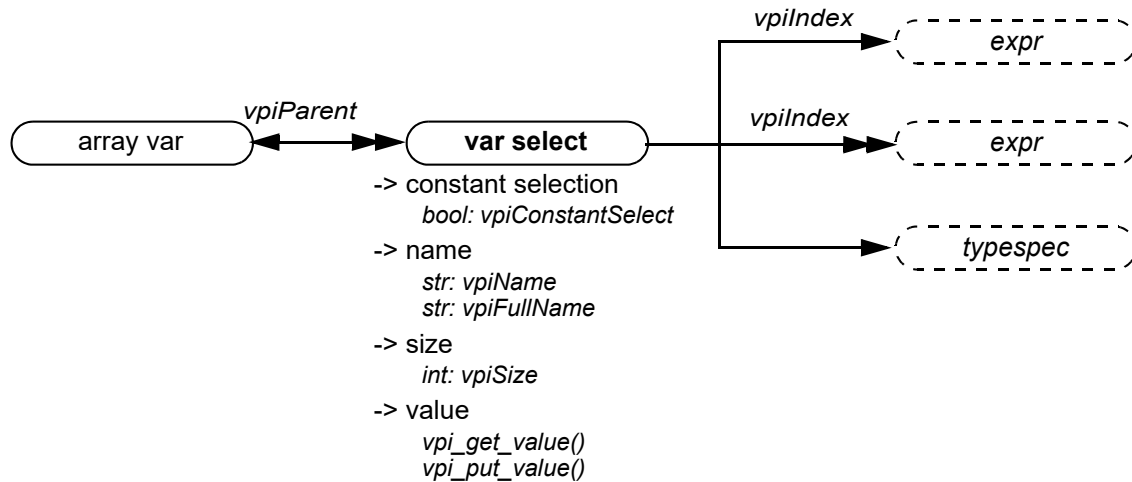 vpiIndex
expr
vpiParent
vpiIndex
array var
var select
expr
-> constant selection
bool: vpiConstantSelect
typespec
-> name
str: vpiName
str: vpiFullName
-> size
int: vpiSize
-> value
vpi_get_value()
vpi_put_value()